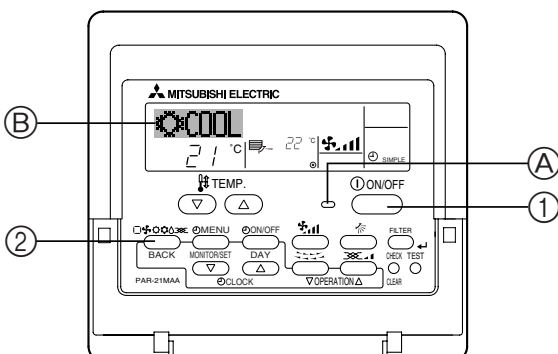 MITSUBISHI ELECTRIC
B
COOL
21 °C
22 °C
SIMPLE
A
TEMP.
ON/OFF
1
2
MENU
ON/OFF
FILTER
BACK
MONITOR/SET
DAY
CHECK
TEST
PAR-21MAA
CLOCK
OPERATION
CLEAR